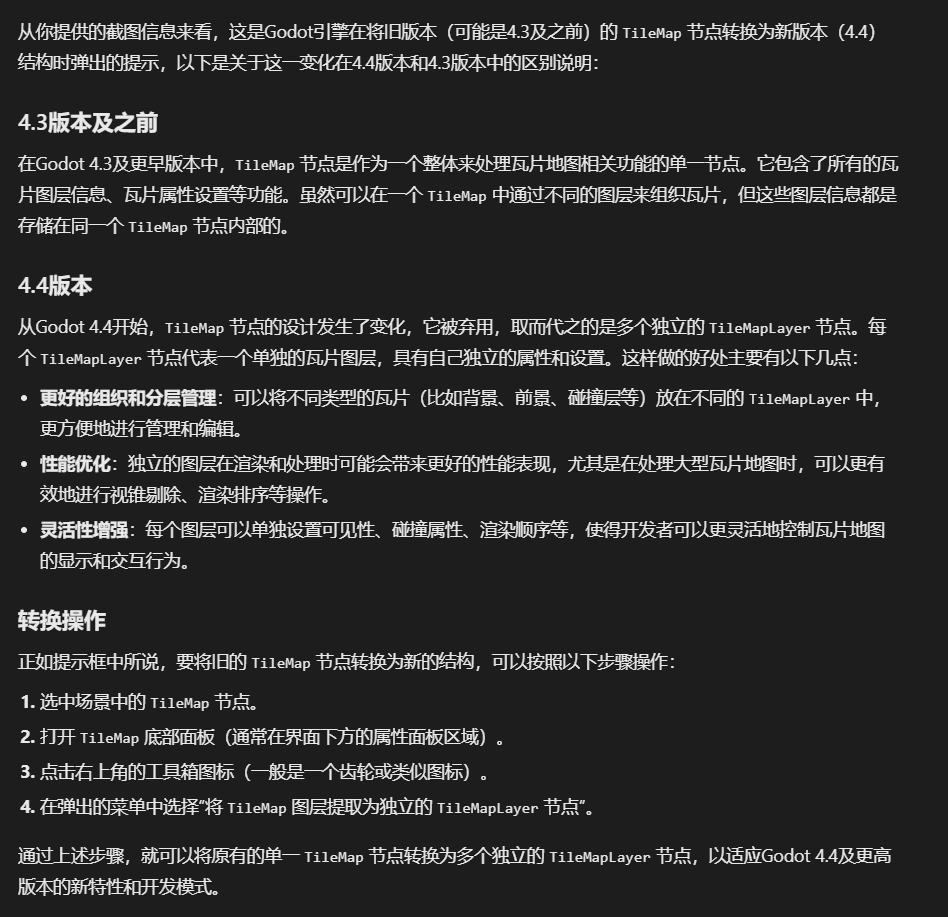 从你提供的截图信息来看，这是Godot引擎在将旧版本（可能是4.3及之前）的 TileMap 节点转换为新版本（4.4）
结构时弹出的提示，以下是关于这一变化在4.4版本和4.3版本中的区别说明：
4.3版本及之前
在Godot 4.3及更早版本中，TileMap 节点是作为一个整体来处理瓦片地图相关功能的单一节点。它包含了所有的瓦
片图层信息、瓦片属性设置等功能。虽然可以在一个 TileMap 中通过不同的图层来组织瓦片，但这些图层信息都是
存储在同一个 TileMap 节点内部的。
4.4版本
从Godot 4.4开始，TileMap 节点的设计发生了变化，它被弃用，取而代之的是多个独立的 TileMapLayer 节点。每
个 TileMapLayer 节点代表一个单独的瓦片图层，具有自己独立的属性和设置。这样做的好处主要有以下几点：
• 更好的组织和分层管理：可以将不同类型的瓦片（比如背景、前景、碰撞层等）放在不同的 TileMapLayer 中，
更方便地进行管理和编辑。
• 性能优化：独立的图层在渲染和处理时可能会带来更好的性能表现，尤其是在处理大型瓦片地图时，可以更有
效地进行视锥剔除、渲染排序等操作。
• 灵活性增强：每个图层可以单独设置可见性、碰撞属性、渲染顺序等，使得开发者可以更灵活地控制瓦片地图
的显示和交互行为。
转换操作
正如提示框中所说，要将旧的 TileMap 节点转换为新的结构，可以按照以下步骤操作：
1. 选中场景中的 TileMap 节点。
2. 打开 TileMap 底部面板（通常在界面下方的属性面板区域）。
3. 点击右上角的工具箱图标（一般是一个齿轮或类似图标）。
4. 在弹出的菜单中选择“将 TileMap 图层提取为独立的 TileMapLayer 节点”。
通过上述步骤，就可以将原有的单一 TileMap 节点转换为多个独立的 TileMapLayer 节点，以适应Godot 4.4及更高
版本的新特性和开发模式。